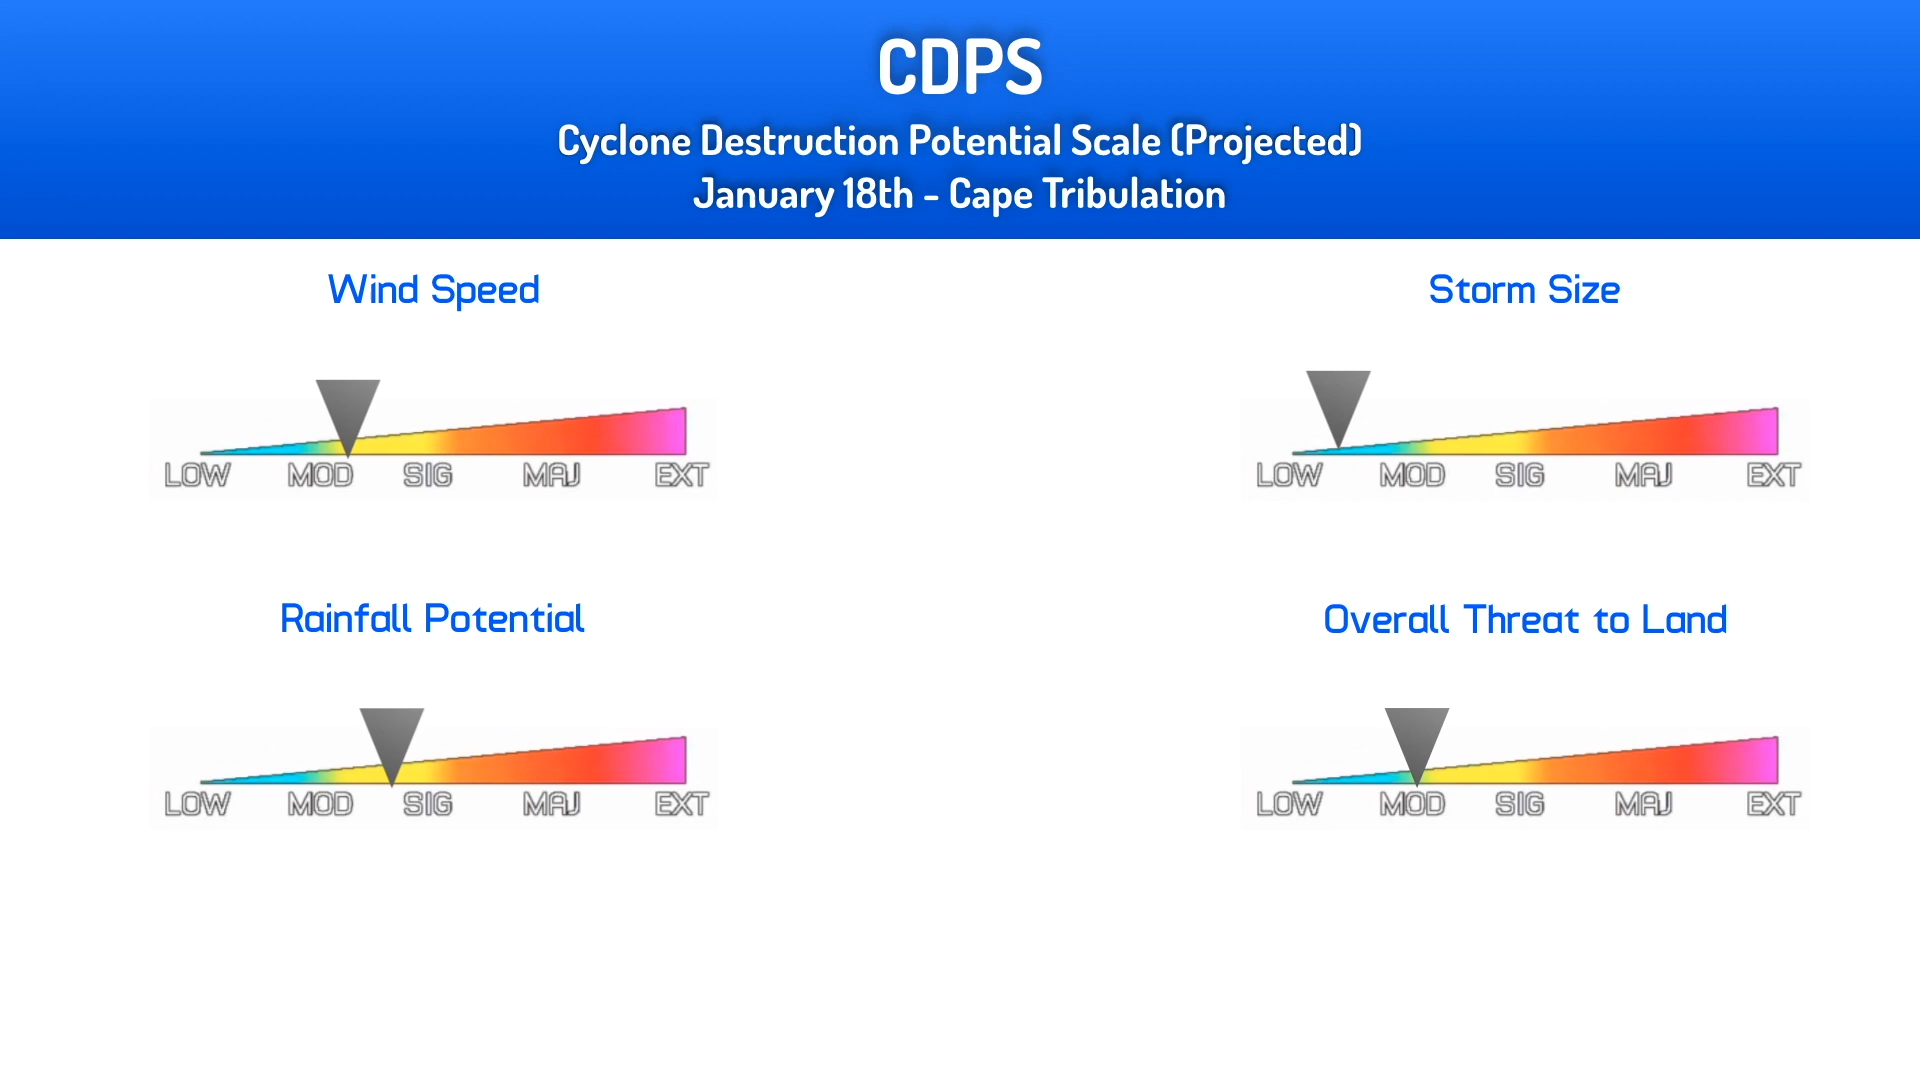 CDPS
Cyclone Destruction Potential Scale (Projected)
January 18th - Cape Tribulation
Wind Speed
LOW MOD SIG MAJ EXT
Storm Size
LOW MOD SIG MAJ EXT
Rainfall Potential
LOW MOD SIG MAJ EXT
Overall Threat to Land
LOW MOD SIG MAJ EXT